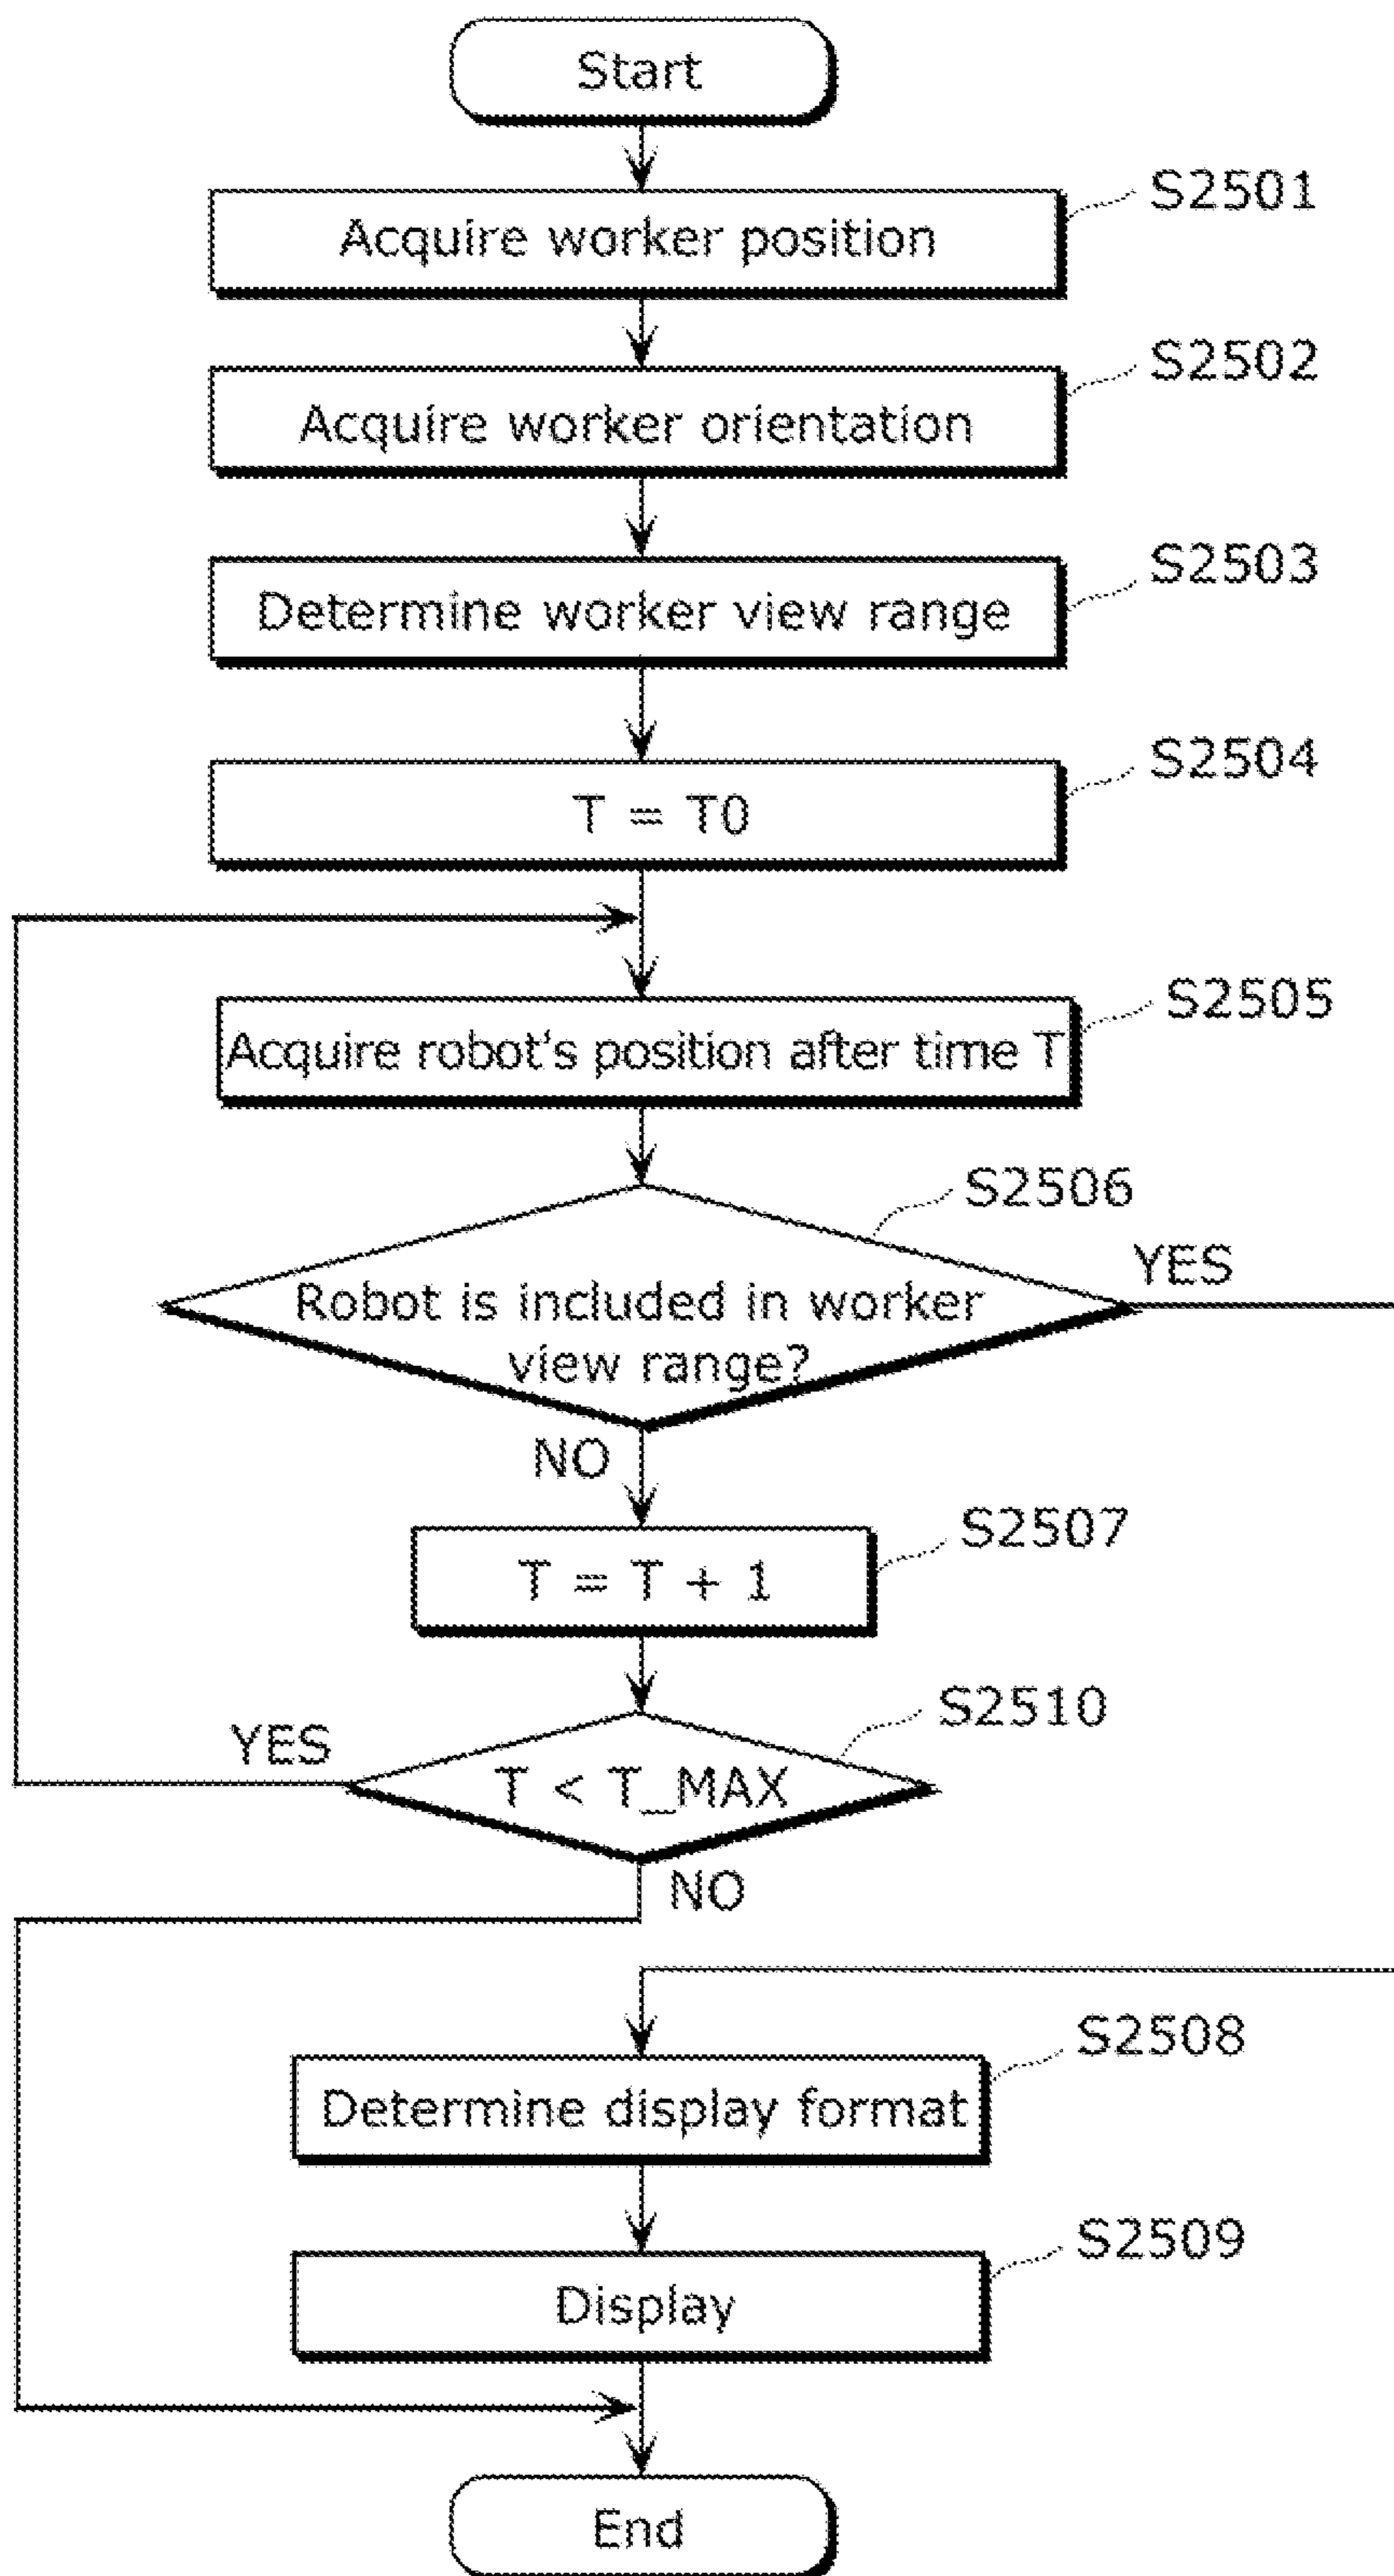 Start
S2501
Acquire worker position
S2502
Acquire worker orientation
S2503
Determine worker view range
S2504
T = T0
S2505
Acquire robot's position after time T
S2506
YES
Robot is included in worker
view range?
NO
S2507
T = T + 1
S2510
YES
T < T_MAX
NO
S2508
Determine display format
S2509
Display
End